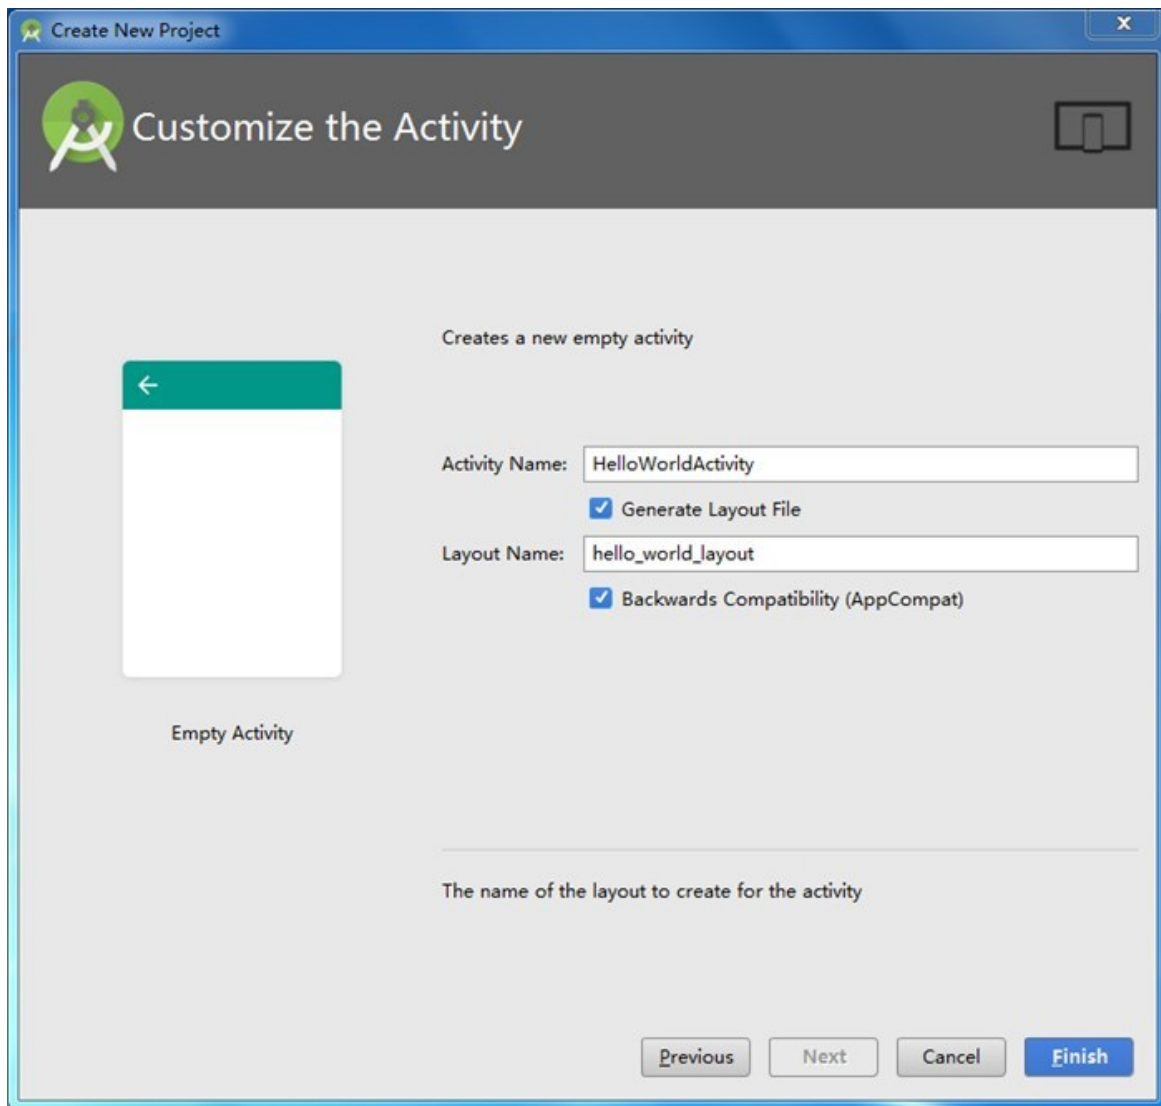 Create New Project
Customize the Activity
Creates a new empty activity
Activity Name: HelloWorldActivity
Generate Layout File
Layout Name: hello_world_layout
Backwards Compatibility (AppCompat)
Empty Activity
The name of the layout to create for the activity
Previous Next Cancel Finish